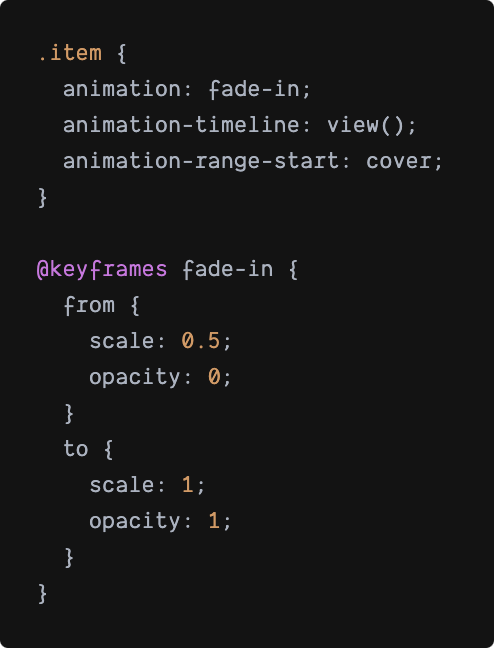 .item {
  animation: fade-in;
  animation-timeline: view();
  animation-range-start: cover;
}

@keyframes fade-in {
  from {
    scale: 0.5;
    opacity: 0;
  }
  to {
    scale: 1;
    opacity: 1;
  }
}